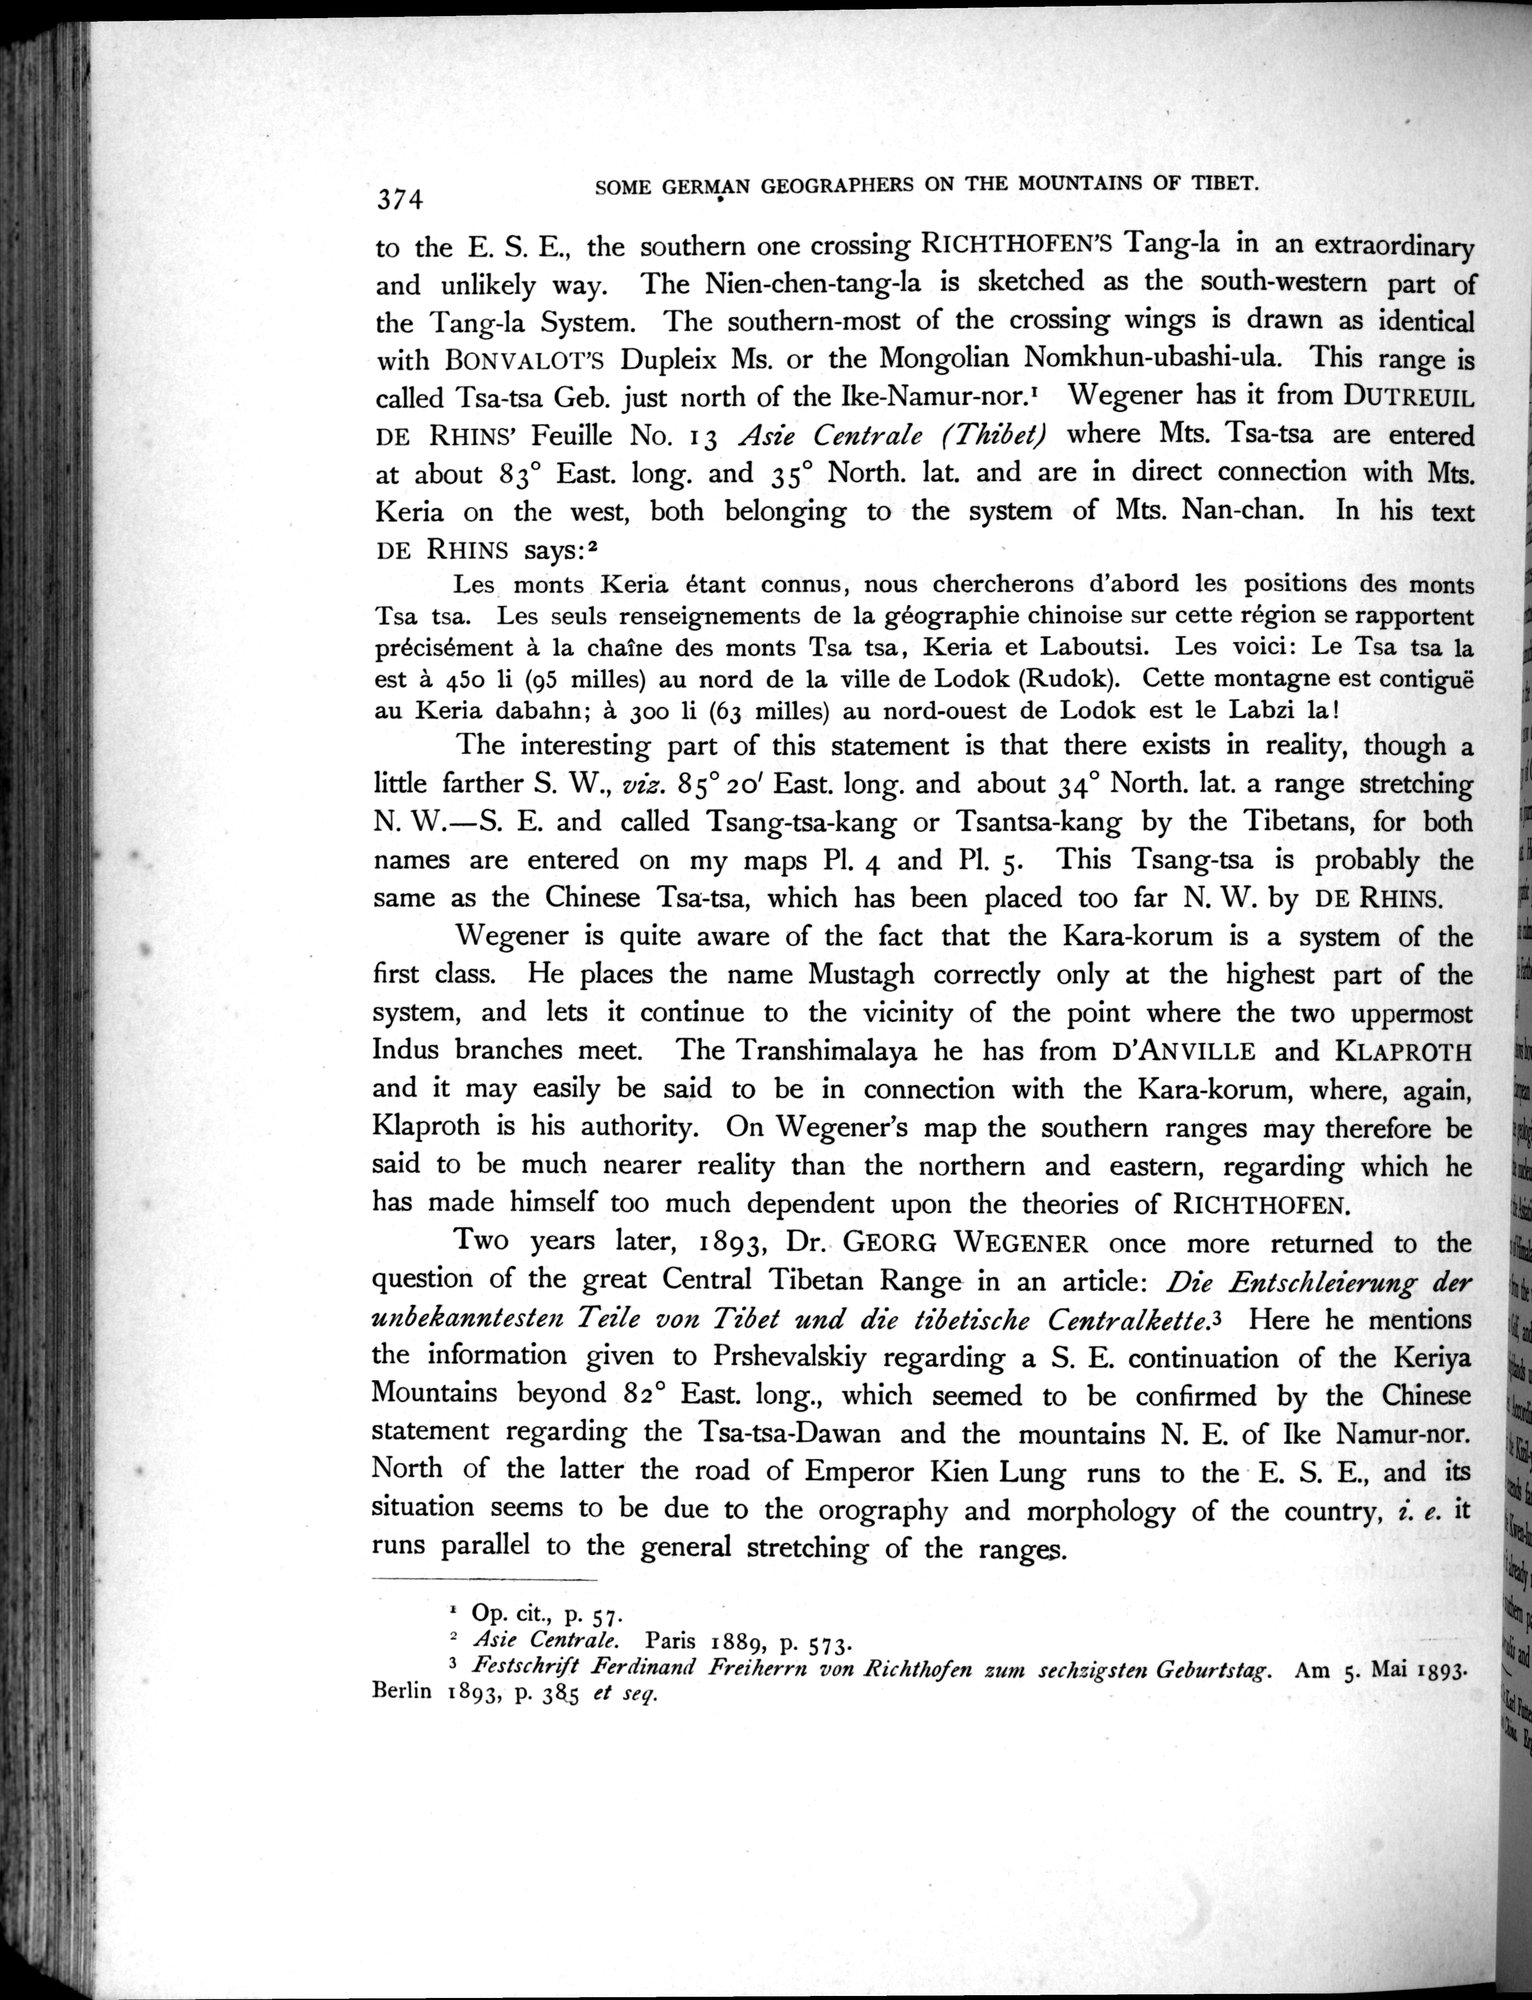 374
SOME GERMAN GEOGRAPHERS ON THE MOUNTAINS OF TIBET.
to the E. S. E., the southern one crossing RICHTHOFEN'S Tang-la in an extraordinary
and unlikely way. The Nien-chen-tang-la is sketched as the south-western part of
the Tang-la System. The southern-most of the crossing wings is drawn as identical
with BONVALOT'S Dupleix Ms. or the Mongolian Nomkhun-ubashi-ula. This range is
called Tsa-tsa Geb. just north of the Ike-Namur-nor.¹ Wegener has it from DUTREUIL
DE RHINS' Feuille No. 13 Asie Centrale (Thibet) where Mts. Tsa-tsa are entered
at about 83° East. long. and 35° North. lat. and are in direct connection with Mts.
Keria on the west, both belonging to the system of Mts. Nan-chan. In his text
DE RHINS says:²
Les monts Keria étant connus, nous chercherons d'abord les positions des monts
Tsa tsa. Les seuls renseignements de la géographie chinoise sur cette région se rapportent
précisément à la chaîne des monts Tsa tsa, Keria et Laboutsi. Les voici: Le Tsa tsa la
est à 450 li (95 milles) au nord de la ville de Lodok (Rudok). Cette montagne est contiguë
au Keria dabahn; à 300 li (63 milles) au nord-ouest de Lodok est le Labzi la!
The interesting part of this statement is that there exists in reality, though a
little farther S. W., viz. 85° 20′ East. long. and about 34° North. lat. a range stretching
N. W.—S. E. and called Tsang-tsa-kang or Tsantsa-kang by the Tibetans, for both
names are entered on my maps Pl. 4 and Pl. 5. This Tsang-tsa is probably the
same as the Chinese Tsa-tsa, which has been placed too far N. W. by DE RHINS.
Wegener is quite aware of the fact that the Kara-korum is a system of the
first class. He places the name Mustagh correctly only at the highest part of the
system, and lets it continue to the vicinity of the point where the two uppermost
Indus branches meet. The Transhimalaya he has from D'ANVILLE and KLAPROTH
and it may easily be said to be in connection with the Kara-korum, where, again,
Klaproth is his authority. On Wegener's map the southern ranges may therefore be
said to be much nearer reality than the northern and eastern, regarding which he
has made himself too much dependent upon the theories of RICHTHOFEN.
Two years later, 1893, Dr. GEORG WEGENER once more returned to the
question of the great Central Tibetan Range in an article: Die Entschleierung der
unbekanntesten Teile von Tibet und die tibetische Centralkette.³ Here he mentions
the information given to Prshevalskiy regarding a S. E. continuation of the Keriya
Mountains beyond 82° East. long., which seemed to be confirmed by the Chinese
statement regarding the Tsa-tsa-Dawan and the mountains N. E. of Ike Namur-nor.
North of the latter the road of Emperor Kien Lung runs to the E. S. E., and its
situation seems to be due to the orography and morphology of the country, i. e. it
runs parallel to the general stretching of the ranges.
¹ Op. cit., p. 57.
² Asie Centrale. Paris 1889, p. 573.
³ Festschrift Ferdinand Freiherrn von Richthofen zum sechzigsten Geburtstag. Am 5. Mai 1893.
Berlin 1893, p. 385 et seq.